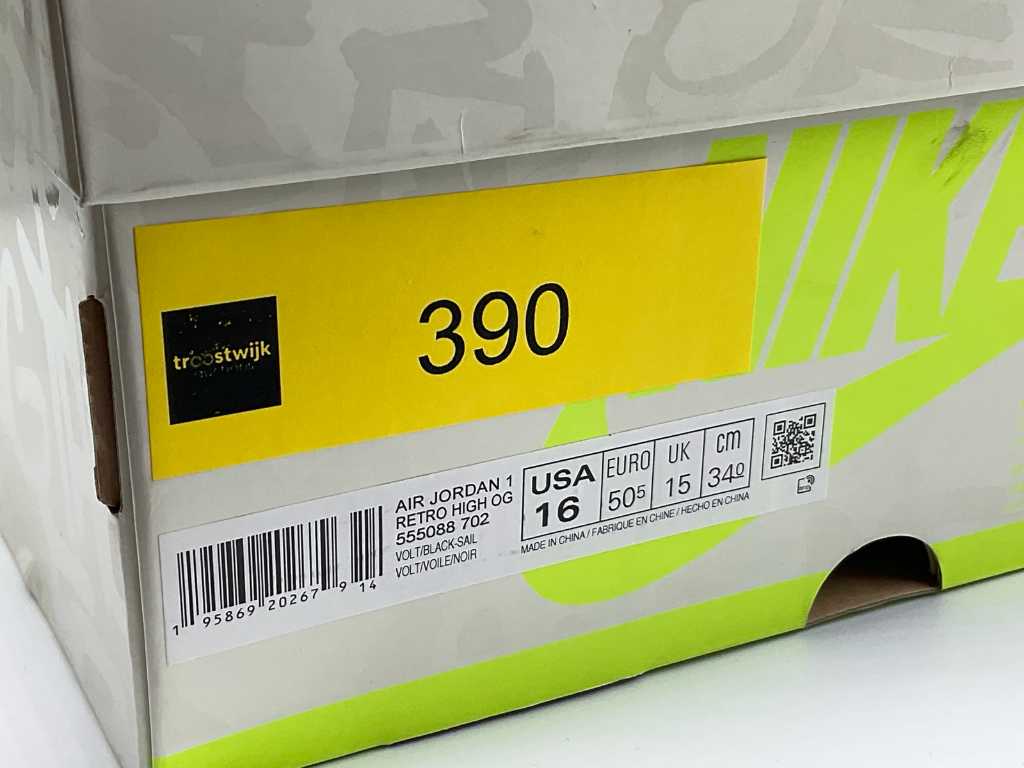 NIKE
troostwijk
390
AIR JORDAN 1
RETRO HIGH OG
555088 702
VOLT/BLACK-SAIL
VOLT/VOILE/NOIR
USA
16
EURO
50⁵
UK
15
cm
34⁰
MADE IN CHINA / FABRIQUE EN CHINE / HECHO EN CHINA
1 95869 20267 9 14